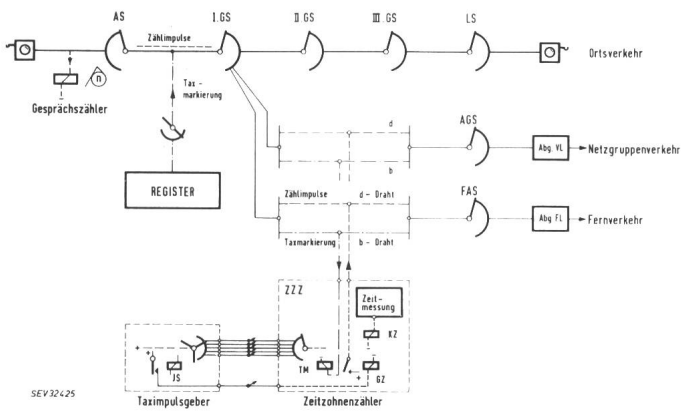 AS
I.GS
II.GS
III.GS
LS
Zählimpulse
Ortsverkehr
n
Gesprächszähler
Tax-
markierung
REGISTER
d
b
AGS
Abg. VL
Netzgruppenverkehr
Zählimpulse
d - Draht
FAS
Abg FL
Fernverkehr
Taxmarkierung
b - Draht
ZZZ
Zeit-
messung
KZ
+
+
JS
TM
+
GZ
Taximpulsgeber
Zeitzohnenzähler
SEV32425